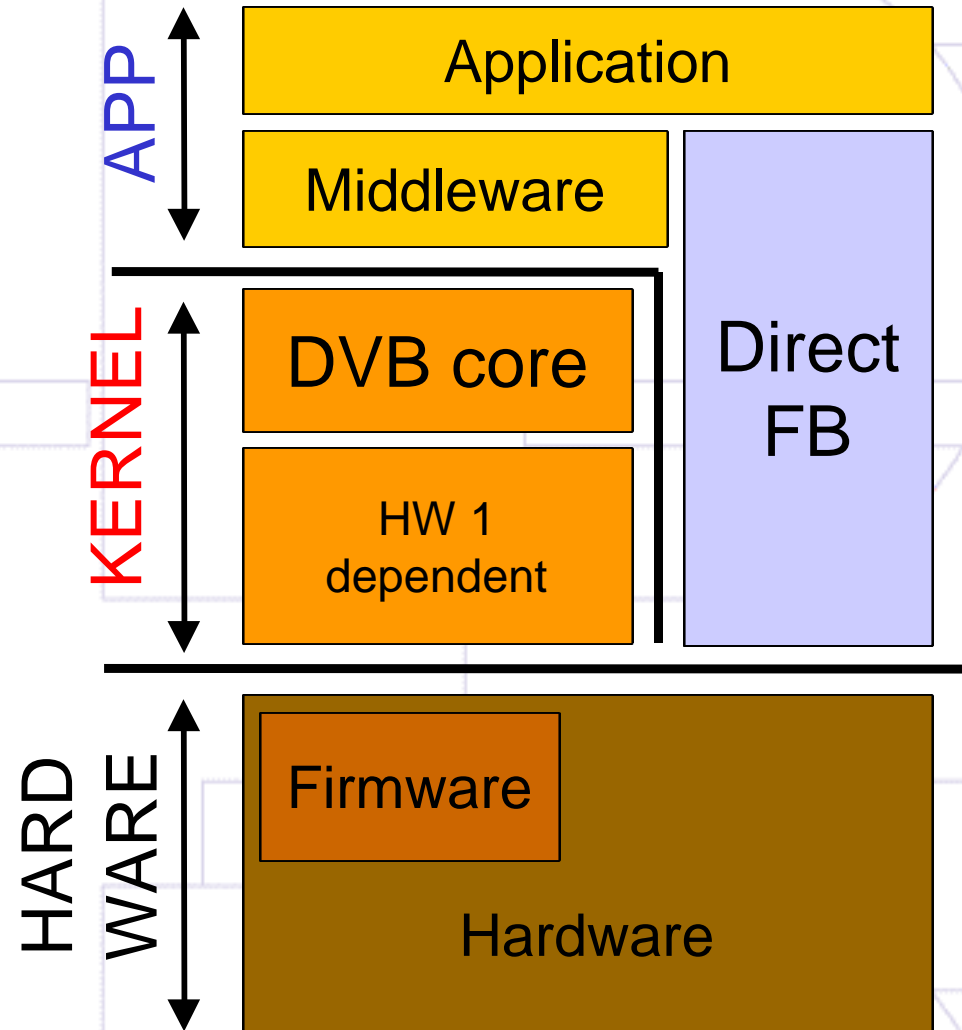 APP
Application
Middleware
KERNEL
DVB core
Direct
FB
HW 1
dependent
HARD
WARE
Firmware
Hardware